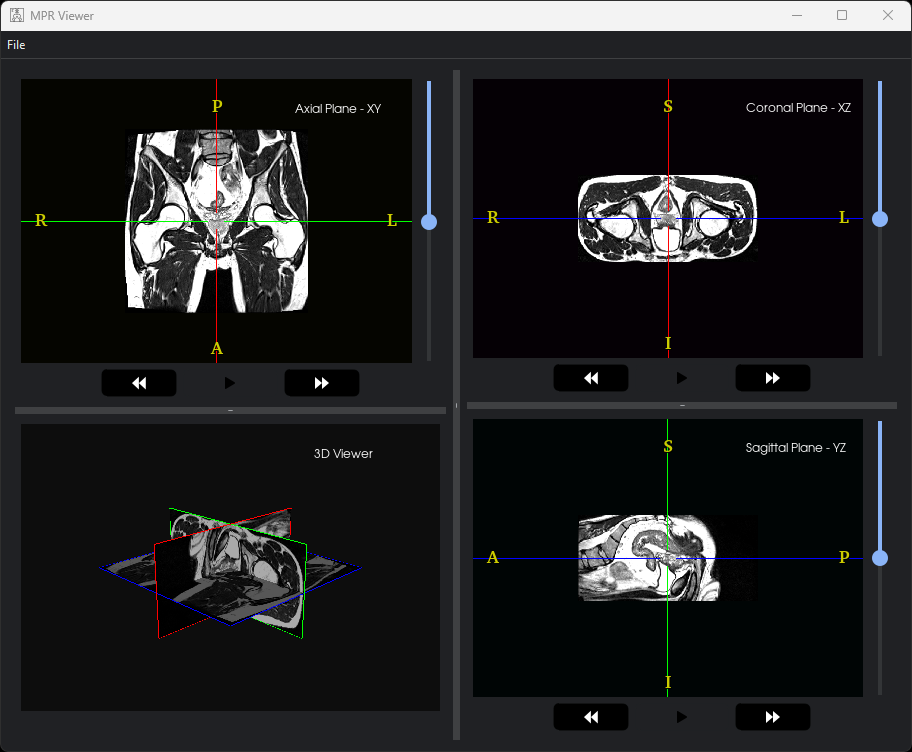 MPR Viewer
File
Axial Plane - XY
P
R
L
A
Coronal Plane - XZ
S
R
L
I
3D Viewer
Sagittal Plane - YZ
S
A
P
I